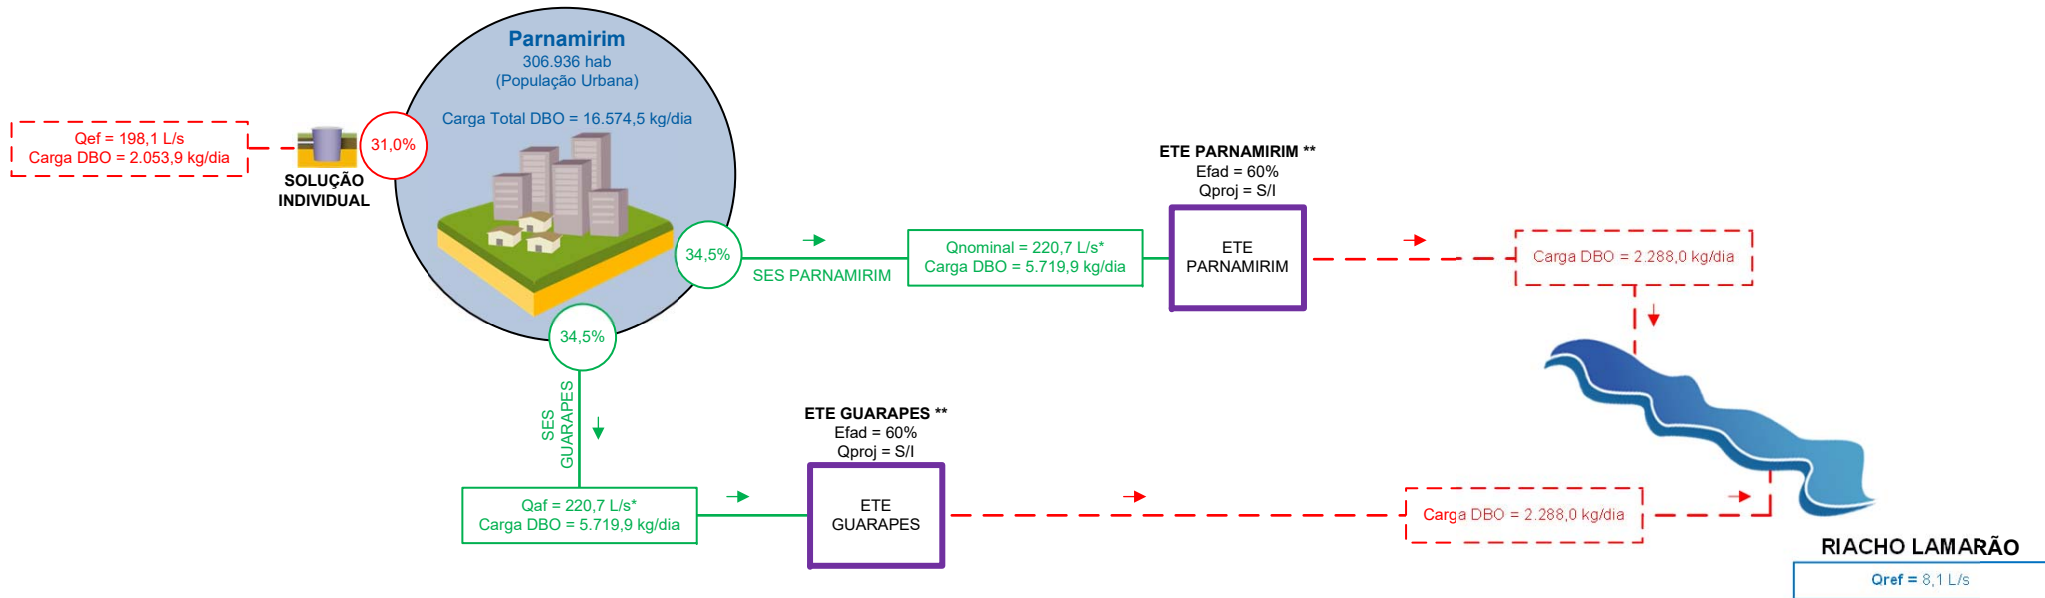 Parnamirim
306.936 hab
(População Urbana)
Carga Total DBO = 16.574,5 kg/dia
Qef = 198,1 L/s
Carga DBO = 2.053,9 kg/dia
31,0%
SOLUÇÃO
INDIVIDUAL
ETE PARNAMIRIM **
Efad = 60%
Qproj = S/I
34,5%
SES PARNAMIRIM
Qnominal = 220,7 L/s*
Carga DBO = 5.719,9 kg/dia
ETE
PARNAMIRIM
Carga DBO = 2.288,0 kg/dia
34,5%
SES
GUARAPES
ETE GUARAPES **
Efad = 60%
Qproj = S/I
Qaf = 220,7 L/s*
Carga DBO = 5.719,9 kg/dia
ETE
GUARAPES
Carga DBO = 2.288,0 kg/dia
RIACHO LAMARÃO
Qref = 8,1 L/s